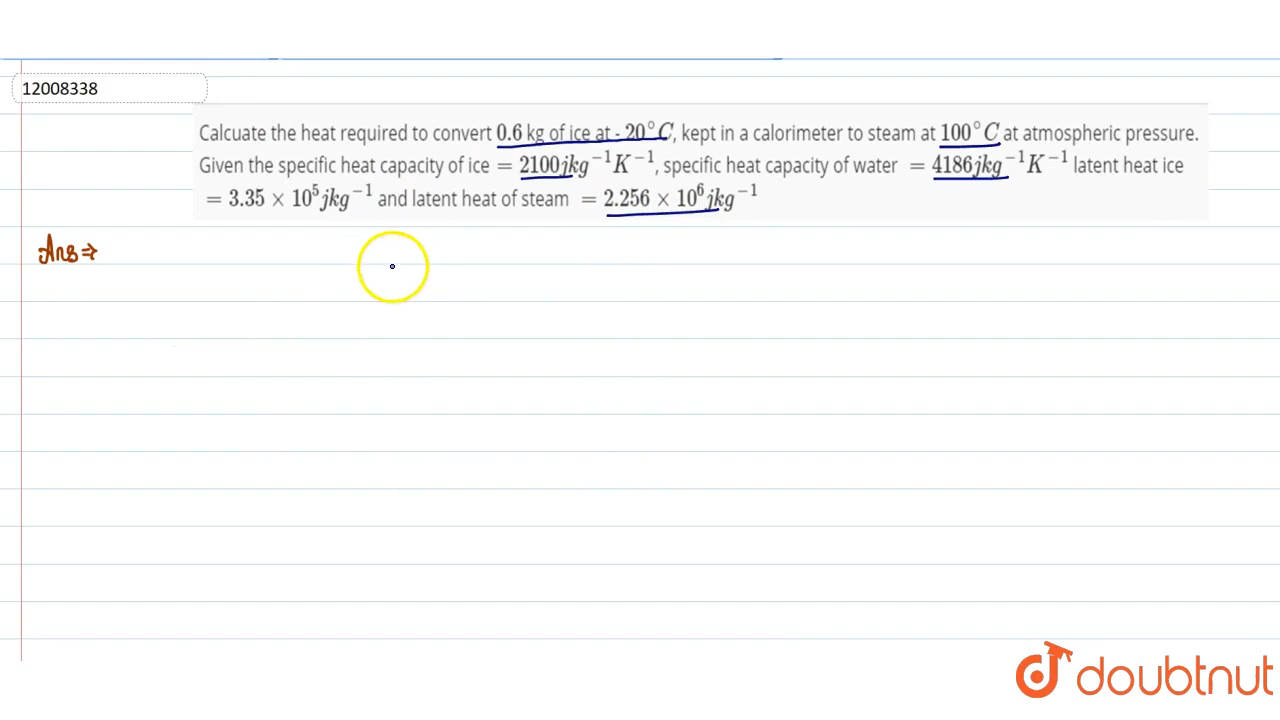 12008338
Calcuate the heat required to convert 0.6 kg of ice at - 20°C, kept in a calorimeter to steam at 100°C at atmospheric pressure.
Given the specific heat capacity of ice = 2100jkg⁻¹K⁻¹, specific heat capacity of water = 4186jkg⁻¹K⁻¹ latent heat ice
= 3.35 × 10⁵jkg⁻¹ and latent heat of steam = 2.256 × 10⁶jkg⁻¹
Ans ⇒
doubtnut